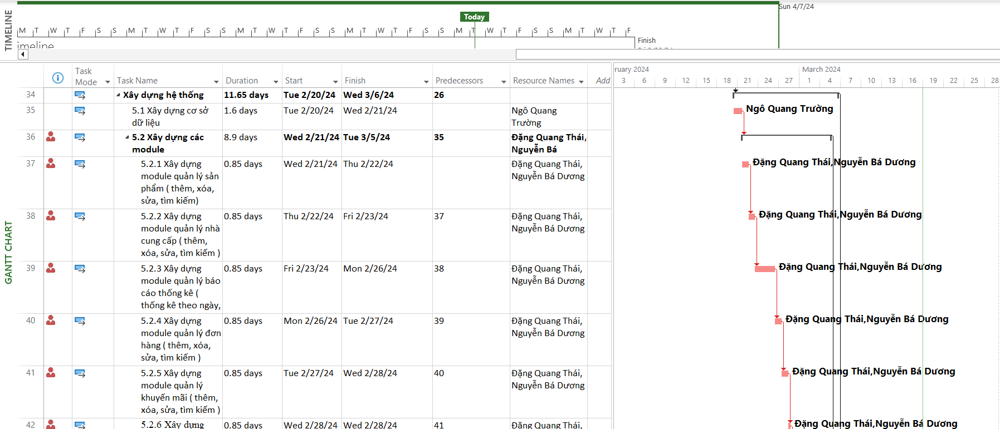 TIMELINE
Sun 4/7/24
Today
M T W T F S S M T W T F S S M T W T F S S M T W T F S S M T W T F S S M T W T F
imeline
Finish
GANTT CHART
Task Mode Task Name Duration Start Finish Predecessors Resource Names Add
ruary 2024 March 2024
3 6 9 12 15 18 21 24 27 1 4 7 10 13 16 19 22 25 28
34 Xây dựng hệ thống 11.65 days Tue 2/20/24 Wed 3/6/24 26
35 5.1 Xây dựng cơ sở 1.6 days Tue 2/20/24 Wed 2/21/24 Ngô Quang Ngô Quang Trường
dữ liệu Trường
36 5.2 Xây dựng các 8.9 days Wed 2/21/24 Tue 3/5/24 35 Đặng Quang Thái,
module Nguyễn Bá
37 5.2.1 Xây dựng 0.85 days Wed 2/21/24 Thu 2/22/24 Đặng Quang Thái, Đặng Quang Thái,Nguyễn Bá Dương
module quản lý sản Nguyễn Bá Dương
phẩm ( thêm, xóa,
sửa, tìm kiếm)
38 5.2.2 Xây dựng 0.85 days Thu 2/22/24 Fri 2/23/24 37 Đặng Quang Thái, Đặng Quang Thái,Nguyễn Bá Dương
module quản lý nhà Nguyễn Bá Dương
cung cấp ( thêm,
xóa, sửa, tìm kiếm )
39 5.2.3 Xây dựng 0.85 days Fri 2/23/24 Mon 2/26/24 38 Đặng Quang Thái, Đặng Quang Thái,Nguyễn Bá Dương
module quản lý báo Nguyễn Bá Dương
cáo thống kê (
thống kê theo ngày,
40 5.2.4 Xây dựng 0.85 days Mon 2/26/24 Tue 2/27/24 39 Đặng Quang Thái, Đặng Quang Thái,Nguyễn Bá Dương
module quản lý đơn Nguyễn Bá Dương
hàng ( thêm, xóa,
sửa, tìm kiếm )
41 5.2.5 Xây dựng 0.85 days Tue 2/27/24 Wed 2/28/24 40 Đặng Quang Thái, Đặng Quang Thái,Nguyễn Bá Dương
module quản lý Nguyễn Bá Dương
khuyến mãi ( thêm,
xóa, sửa, tìm kiếm )
42 5.2.6 Xây dựng 0.85 days Wed 2/28/24 Wed 2/28/24 41 Đặng Quang Thái, Đặng Quang Thái,Nguyễn Bá Dương